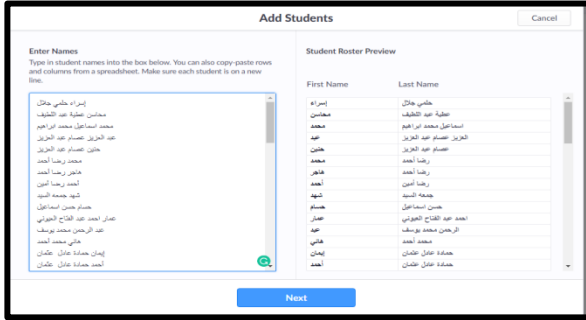 Add Students
Cancel
Enter Names
Type in student names into the box below. You can also copy-paste rows
and columns from a spreadsheet. Make sure each student is on a new
line.
إسراء حلمي جلال
محاسن عطية عبد اللطيف
محمد اسماعيل محمد ابراهيم
عبد العزيز عصام عبد العزيز
حنين عصام عبد العزيز
محمد رضا أحمد
هاجر رضا أحمد
أحمد رضا أمين
شهد جمعه السيد
حسام حسن اسماعيل
عمار احمد عبد الفتاح
عبد الرحمن محمد يوسف
هاني محمد أحمد
إيمان حمادة عادل عثمان
أحمد حمادة عادل عثمان
Student Roster Preview
First Name Last Name
إسراء حلمي جلال
محاسن عطية عبد اللطيف
محمد اسماعيل محمد ابراهيم
عبد العزيز عصام عبد العزيز
حنين عصام عبد العزيز
محمد رضا أحمد
هاجر رضا أحمد
أحمد رضا أمين
شهد جمعه السيد
حسام حسن اسماعيل
عمار احمد عبد الفتاح
عبد الرحمن محمد يوسف
هاني محمد أحمد
إيمان حمادة عادل عثمان
أحمد حمادة عادل عثمان
Next